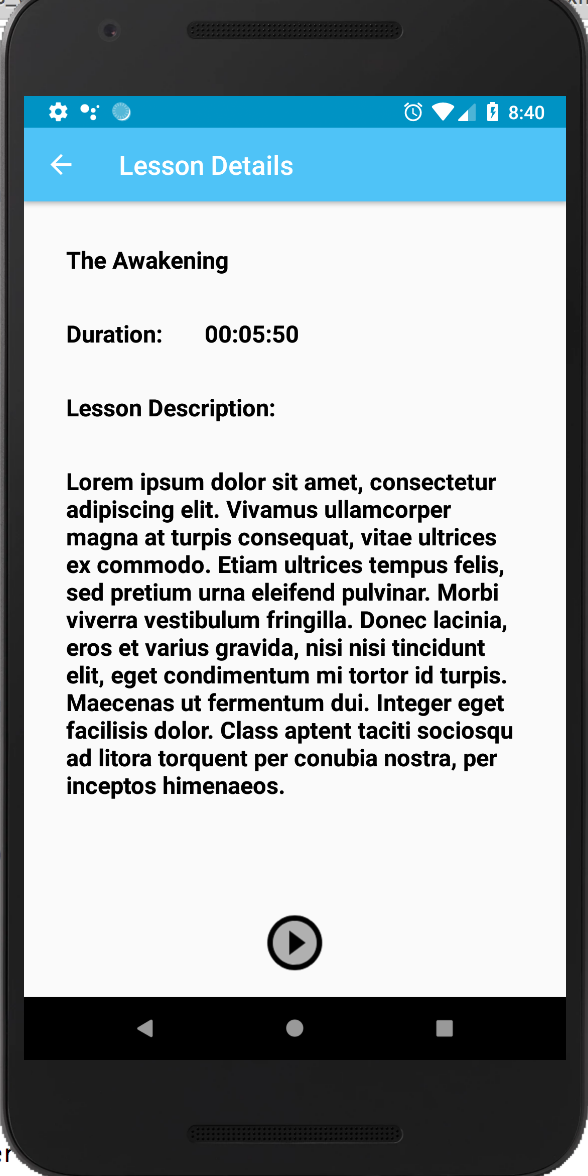 8:40
Lesson Details
The Awakening
Duration: 00:05:50
Lesson Description:
Lorem ipsum dolor sit amet, consectetur
adipiscing elit. Vivamus ullamcorper
magna at turpis consequat, vitae ultrices
ex commodo. Etiam ultrices tempus felis,
sed pretium urna eleifend pulvinar. Morbi
viverra vestibulum fringilla. Donec lacinia,
eros et varius gravida, nisi nisi tincidunt
elit, eget condimentum mi tortor id turpis.
Maecenas ut fermentum dui. Integer eget
facilisis dolor. Class aptent taciti sociosqu
ad litora torquent per conubia nostra, per
inceptos himenaeos.